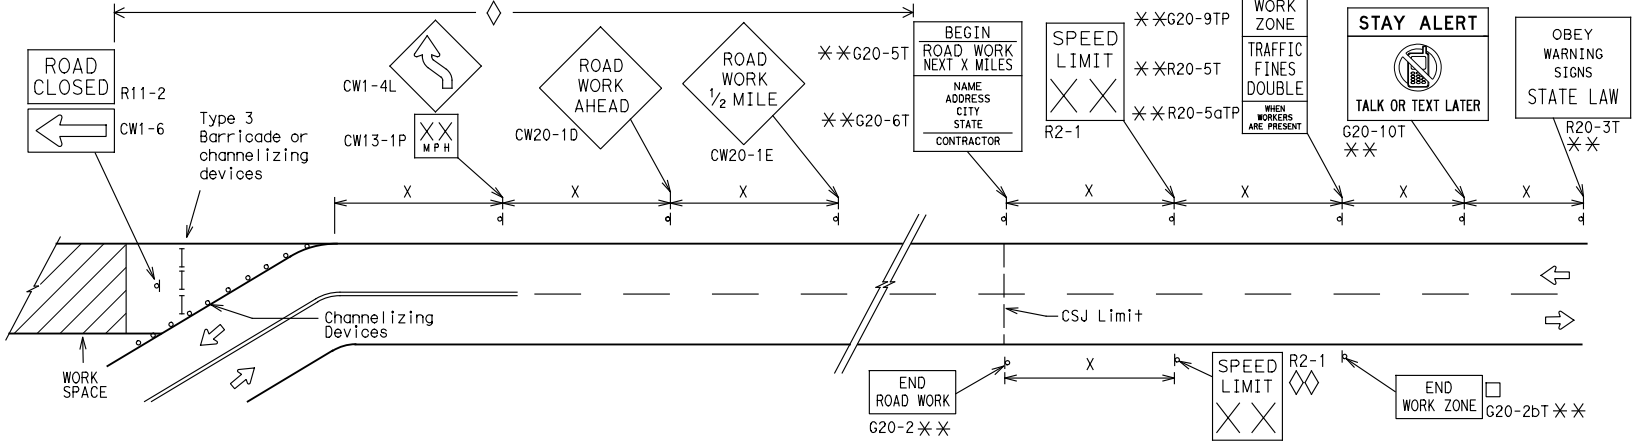 ROAD
CLOSED
R11-2
CW1-6
Type 3
Barricade or
channelizing
devices
CW1-4L
XX
MPH
CW13-1P
ROAD
WORK
AHEAD
CW20-1D
ROAD
WORK
1/2 MILE
CW20-1E
**G20-5T
**G20-6T
BEGIN
ROAD WORK
NEXT X MILES
NAME
ADDRESS
CITY
STATE
CONTRACTOR
SPEED
LIMIT
XX
R2-1
**G20-9TP
**R20-5T
**R20-5aTP
WORK
ZONE
TRAFFIC
FINES
DOUBLE
WHEN
WORKERS
ARE PRESENT
STAY ALERT
TALK OR TEXT LATER
G20-10T
**
OBEY
WARNING
SIGNS
STATE LAW
R20-3T
**
X
X
X
X
X
X
X
Channelizing
Devices
CSJ Limit
WORK
SPACE
X
END
ROAD WORK
G20-2**
SPEED
LIMIT
XX
R2-1
END
WORK ZONE
G20-2bT**